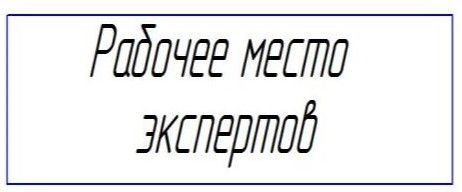 Рабочее место
экспертов